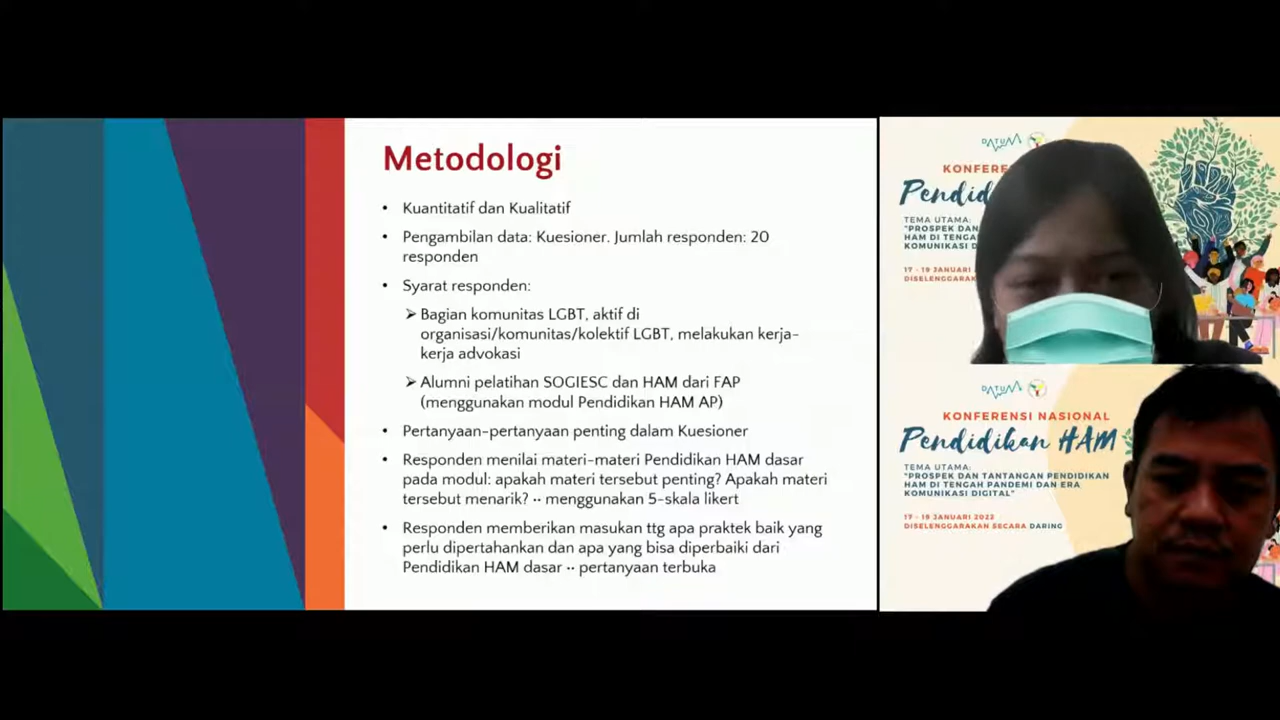 Metodologi
• Kuantitatif dan Kualitatif
• Pengambilan data: Kuesioner. Jumlah responden: 20
responden
• Syarat responden:
➢ Bagian komunitas LGBT, aktif di
organisasi/komunitas/kolektif LGBT, melakukan kerja-
kerja advokasi
➢ Alumni pelatihan SOGIESC dan HAM dari FAP
(menggunakan modul Pendidikan HAM AP)
• Pertanyaan-pertanyaan penting dalam Kuesioner
• Responden menilai materi-materi Pendidikan HAM dasar
pada modul: apakah materi tersebut penting? Apakah materi
tersebut menarik? •• menggunakan 5-skala likert
• Responden memberikan masukan ttg apa praktek baik yang
perlu dipertahankan dan apa yang bisa diperbaiki dari
Pendidikan HAM dasar •• pertanyaan terbuka
DATUM
TEMA UTAMA:
"PROSPEK DAN
HAM DI TENGAH
KOMUNIKASI
17 - 19 JANUARI
DATUM
KONFERENSI NASIONAL
Pendidikan HAM
TEMA UTAMA:
"PROSPEK DAN TANTANGAN PENDIDIKAN
HAM DI TENGAH PANDEMI DAN ERA
KOMUNIKASI DIGITAL"
17 - 19 JANUARI 2022
DISELENGGARAKAN SECARA DARING